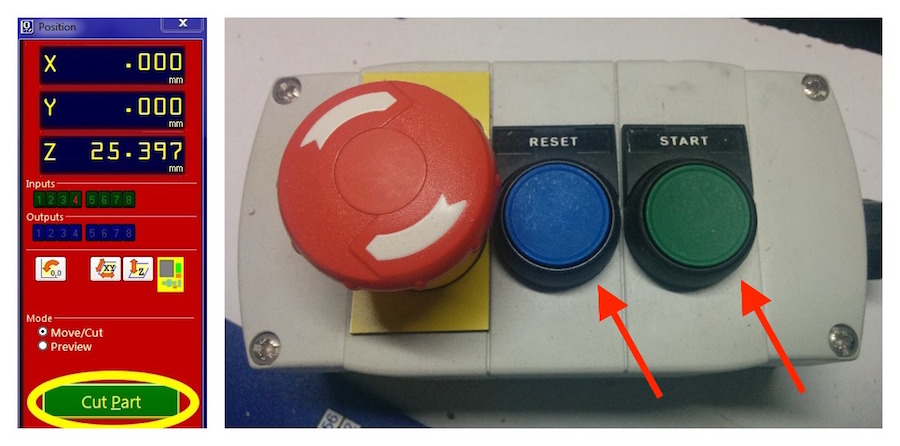 Position
X
.000
mm
Y
.000
mm
Z
25.397
mm
Inputs
1 2 3 4 5 6 7 8
Outputs
1 2 3 4 5 6 7 8
0,0
XY
Z
Mode
Move/Cut
Preview
Cut Part
RESET
START